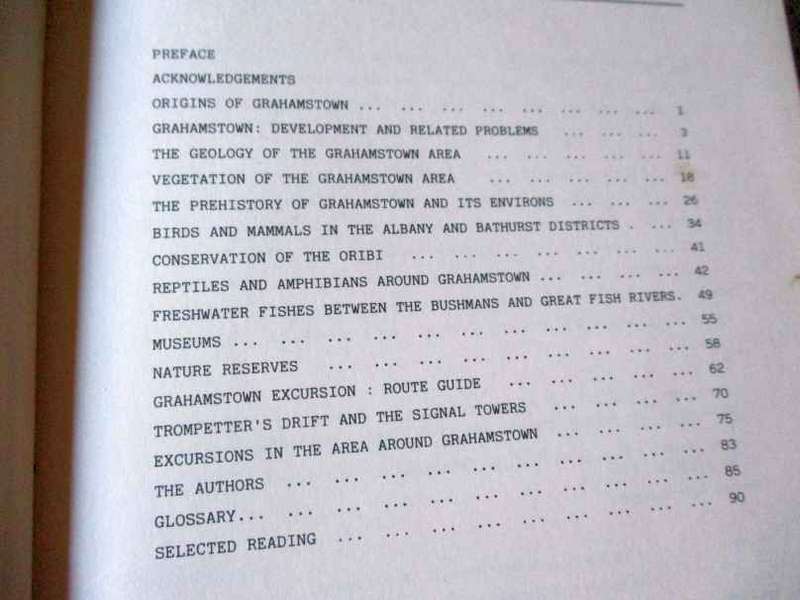 PREFACE
ACKNOWLEDGEMENTS
ORIGINS OF GRAHAMSTOWN ... ... ... ... ... ... ... ... 1
GRAHAMSTOWN: DEVELOPMENT AND RELATED PROBLEMS ... ... ... 3
THE GEOLOGY OF THE GRAHAMSTOWN AREA ... ... ... ... ... 11
VEGETATION OF THE GRAHAMSTOWN AREA ... ... ... ... ... 18
THE PREHISTORY OF GRAHAMSTOWN AND ITS ENVIRONS ... ... ... 26
BIRDS AND MAMMALS IN THE ALBANY AND BATHURST DISTRICTS . ... 34
CONSERVATION OF THE ORIBI ... ... ... ... ... ... ... 41
REPTILES AND AMPHIBIANS AROUND GRAHAMSTOWN ... ... ... ... 42
FRESHWATER FISHES BETWEEN THE BUSHMANS AND GREAT FISH RIVERS. 49
MUSEUMS ... ... ... ... ... ... ... ... ... ... ... 55
NATURE RESERVES ... ... ... ... ... ... ... ... ... 58
GRAHAMSTOWN EXCURSION : ROUTE GUIDE ... ... ... ... ... 62
TROMPETTER'S DRIFT AND THE SIGNAL TOWERS ... ... ... ... 70
EXCURSIONS IN THE AREA AROUND GRAHAMSTOWN ... ... ... ... 75
THE AUTHORS ... ... ... ... ... ... ... ... ... ... 83
GLOSSARY... ... ... ... ... ... ... ... ... ... ... 85
SELECTED READING ... ... ... ... ... ... ... ... ... 90